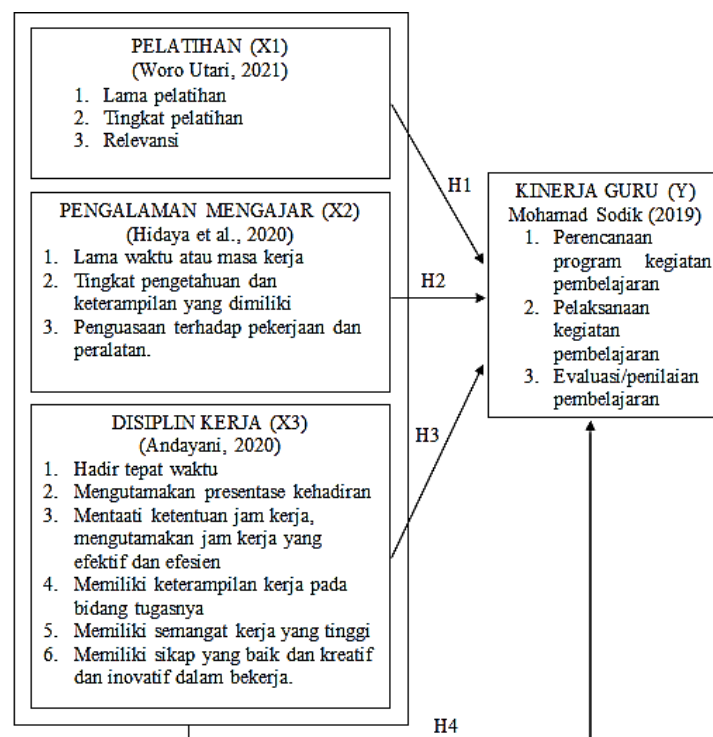 PELATIHAN (X1)
(Woro Utari, 2021)
1. Lama pelatihan
2. Tingkat pelatihan
3. Relevansi
PENGALAMAN MENGAJAR (X2)
(Hidaya et al., 2020)
1. Lama waktu atau masa kerja
2. Tingkat pengetahuan dan
keterampilan yang dimiliki
3. Penguasaan terhadap pekerjaan dan
peralatan.
DISIPLIN KERJA (X3)
(Andayani, 2020)
1. Hadir tepat waktu
2. Mengutamakan presentase kehadiran
3. Mentaati ketentuan jam kerja,
mengutamakan jam kerja yang
efektif dan efesien
4. Memiliki keterampilan kerja pada
bidang tugasnya
5. Memiliki semangat kerja yang tinggi
6. Memiliki sikap yang baik dan kreatif
dan inovatif dalam bekerja.
H1
H2
H3
H4
KINERJA GURU (Y)
Mohamad Sodik (2019)
1. Perencanaan
program kegiatan
pembelajaran
2. Pelaksanaan
kegiatan
pembelajaran
3. Evaluasi/penilaian
pembelajaran